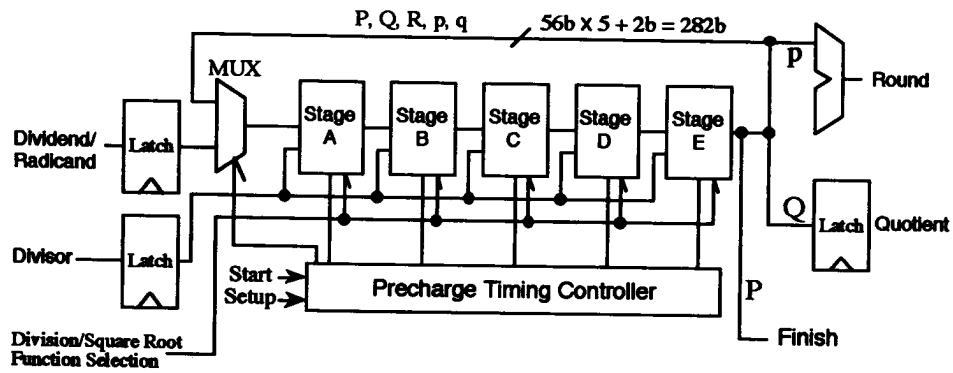 P, Q, R, p, q
56b X 5 + 2b = 282b
MUX
p
Round
Stage
A
Stage
B
Stage
C
Stage
D
Stage
E
Dividend/
Radicand
Latch
Q
Latch
Quotient
Divisor
Latch
Start
Setup
Precharge Timing Controller
P
Division/Square Root
Function Selection
Finish